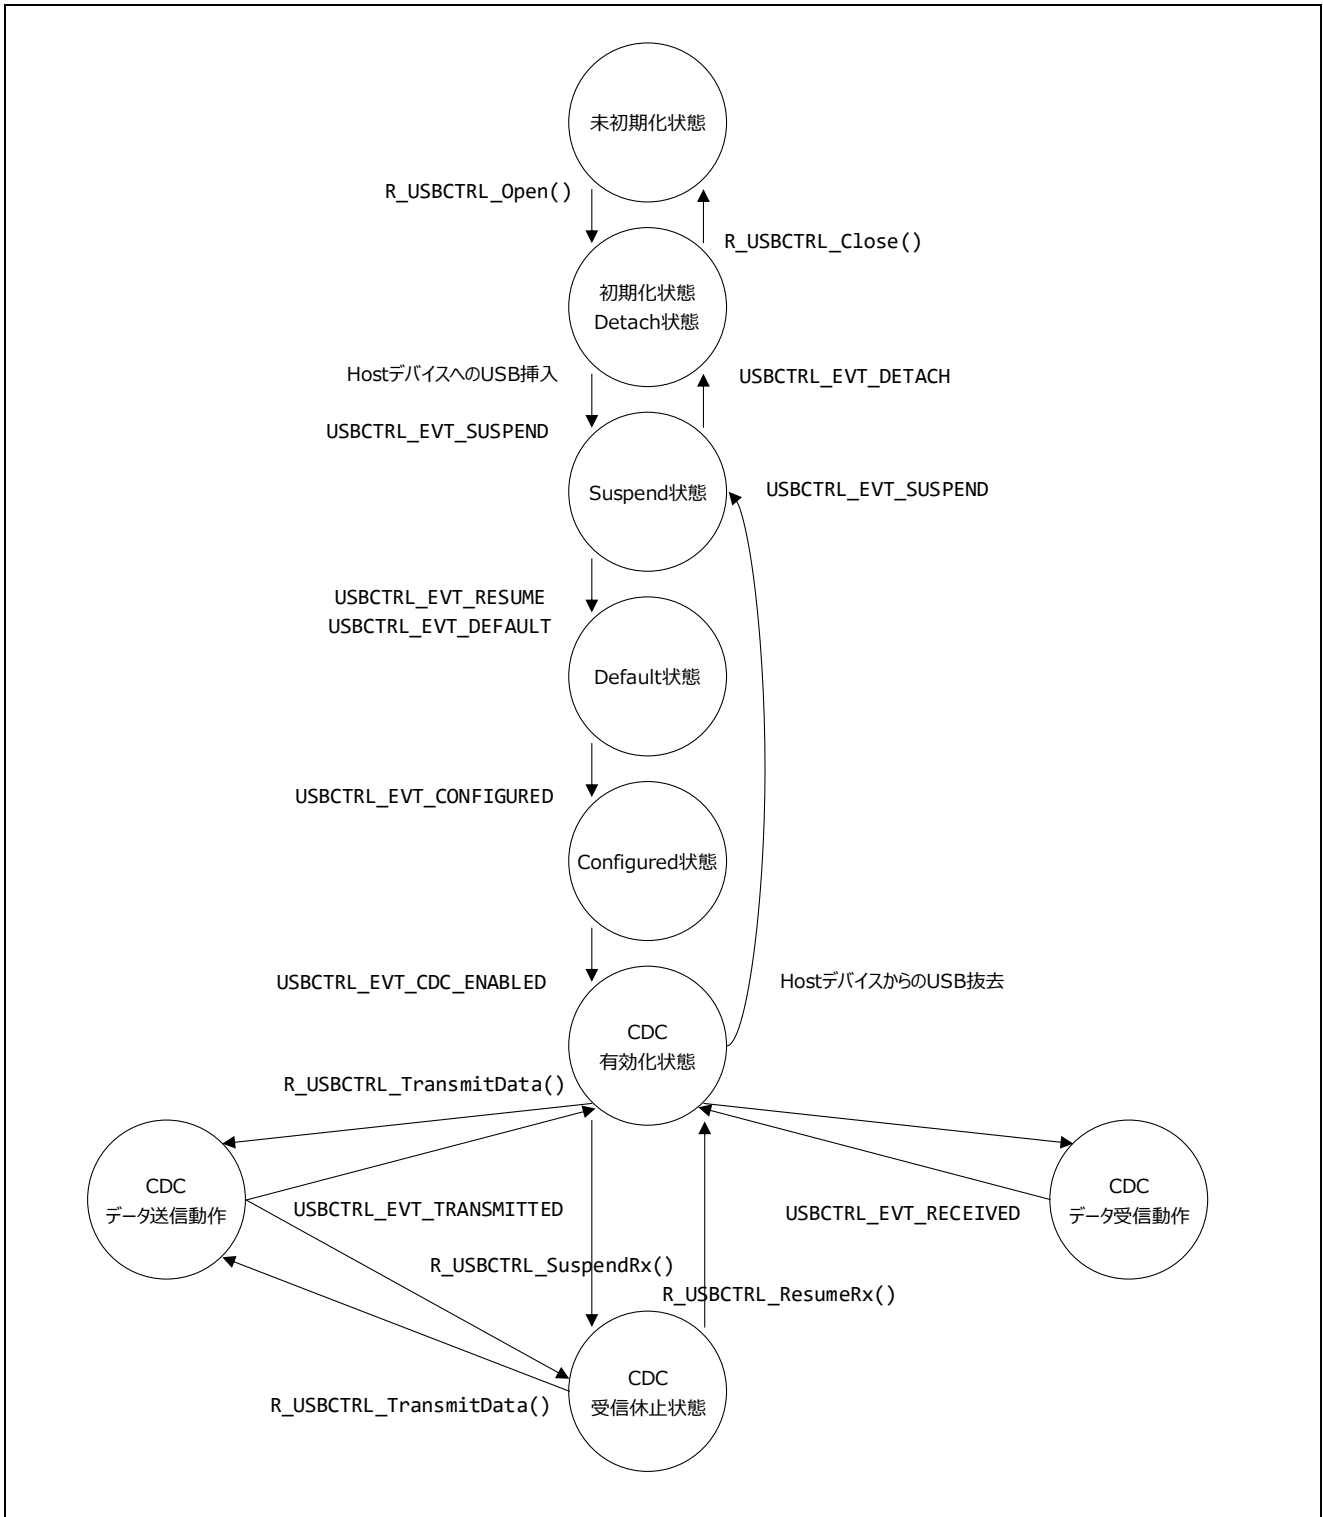 未初期化状態
R_USBCTRL_Open()
R_USBCTRL_Close()
初期化状態
Detach状態
HostデバイスへのUSB挿入
USBCTRL_EVT_DETACH
USBCTRL_EVT_SUSPEND
Suspend状態
USBCTRL_EVT_SUSPEND
USBCTRL_EVT_RESUME
USBCTRL_EVT_DEFAULT
Default状態
USBCTRL_EVT_CONFIGURED
Configured状態
USBCTRL_EVT_CDC_ENABLED
HostデバイスからのUSB抜去
CDC
有効化状態
R_USBCTRL_TransmitData()
CDC
データ送信動作
USBCTRL_EVT_TRANSMITTED
USBCTRL_EVT_RECEIVED
CDC
データ受信動作
R_USBCTRL_SuspendRx()
R_USBCTRL_ResumeRx()
CDC
受信休止状態
R_USBCTRL_TransmitData()